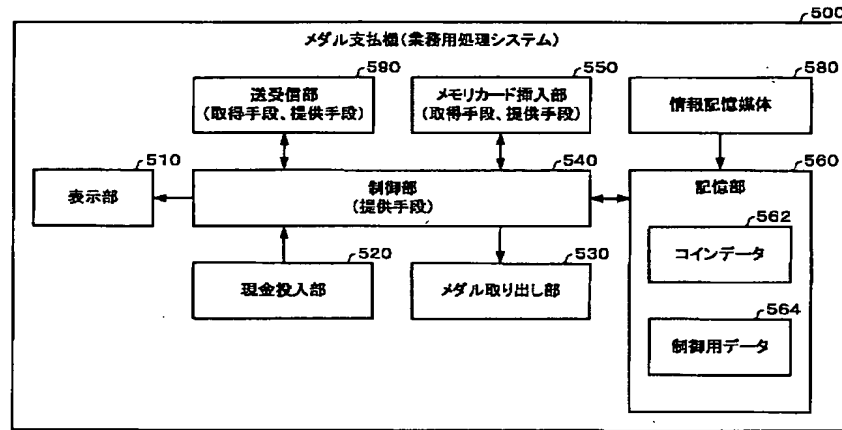 500
メダル支払機(業務用処理システム)
590
送受信部
(取得手段、提供手段)
550
メモリカード挿入部
(取得手段、提供手段)
580
情報記憶媒体
510
表示部
540
制御部
(提供手段)
560
記憶部
562
コインデータ
564
制御用データ
520
現金投入部
530
メダル取り出し部